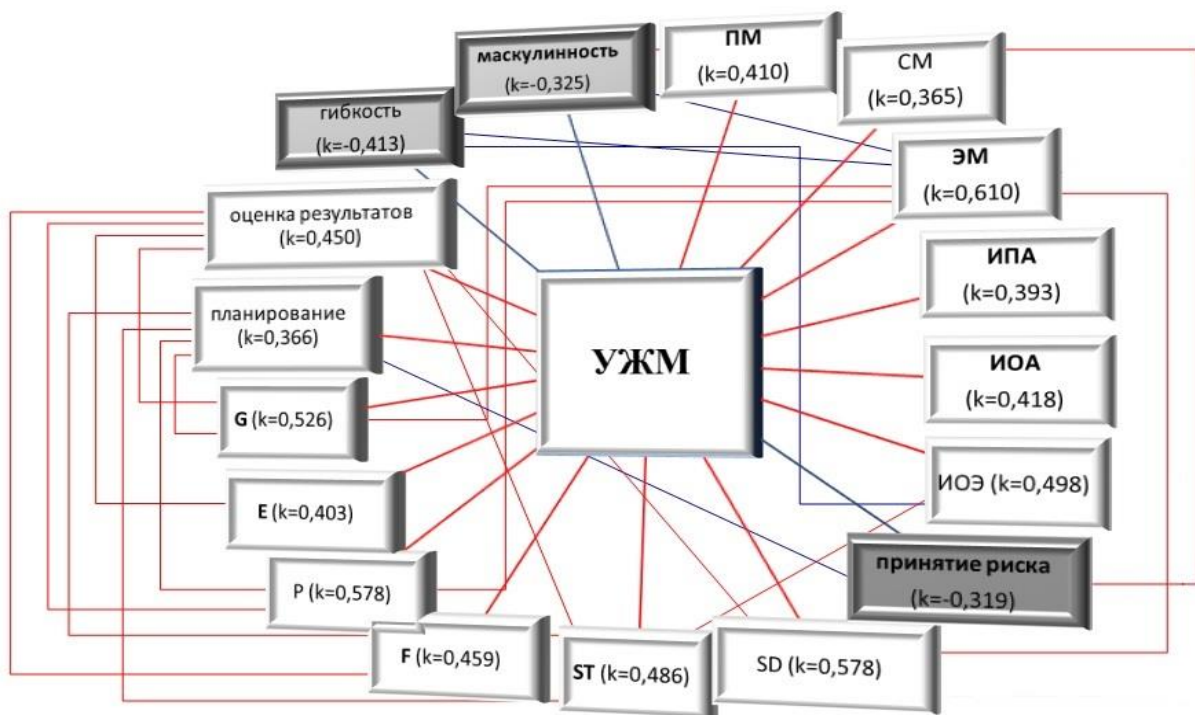 маскулинность
(k=-0,325)
ПМ
(k=0,410)
СМ
(k=0,365)
гибкость
(k=-0,413)
ЭМ
(k=0,610)
оценка результатов
(k=0,450)
ИПА
(k=0,393)
планирование
(k=0,366)
УЖМ
ИОА
(k=0,418)
G (k=0,526)
ИОЭ (k=0,498)
E (k=0,403)
принятие риска
(k=-0,319)
P (k=0,578)
F (k=0,459)
ST (k=0,486)
SD (k=0,578)